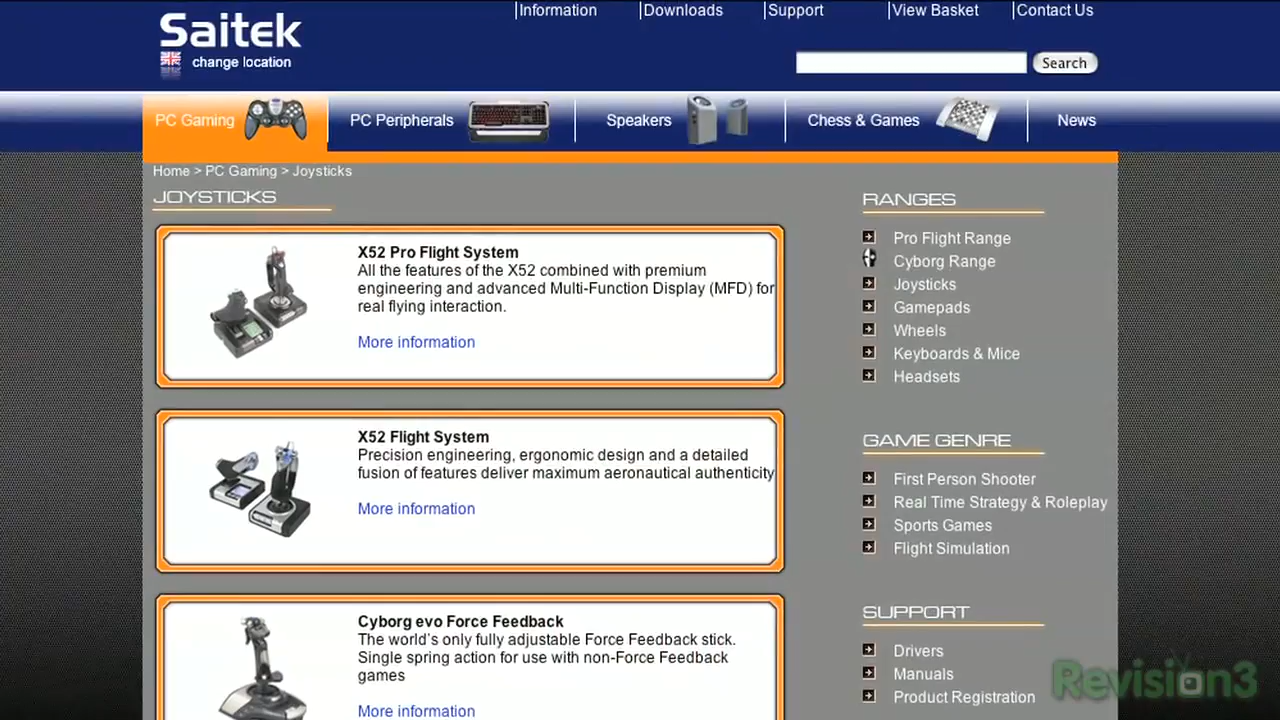 Information
Downloads
Support
View Basket
Contact Us
Saitek
change location
Search
PC Gaming
PC Peripherals
Speakers
Chess & Games
News
Home > PC Gaming > Joysticks
JOYSTICKS
X52 Pro Flight System
All the features of the X52 combined with premium
engineering and advanced Multi-Function Display (MFD) for
real flying interaction.
More information
X52 Flight System
Precision engineering, ergonomic design and a detailed
fusion of features deliver maximum aeronautical authenticity
More information
Cyborg evo Force Feedback
The world's only fully adjustable Force Feedback stick.
Single spring action for use with non-Force Feedback
games
More information
RANGES
Pro Flight Range
Cyborg Range
Joysticks
Gamepads
Wheels
Keyboards & Mice
Headsets
GAME GENRE
First Person Shooter
Real Time Strategy & Roleplay
Sports Games
Flight Simulation
SUPPORT
Drivers
Manuals
Product Registration
Revision3